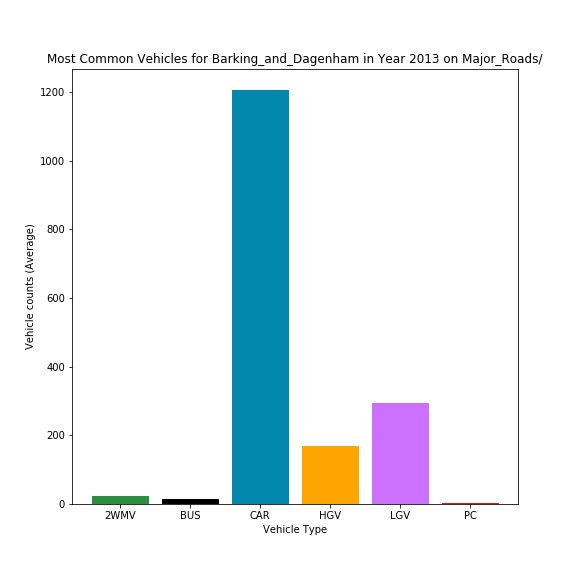 Most Common Vehicles for Barking_and_Dagenham in Year 2013 on Major_Roads/
1200
1000
800
600
400
200
0
Vehicle counts (Average)
2WMV BUS CAR HGV LGV PC
Vehicle Type